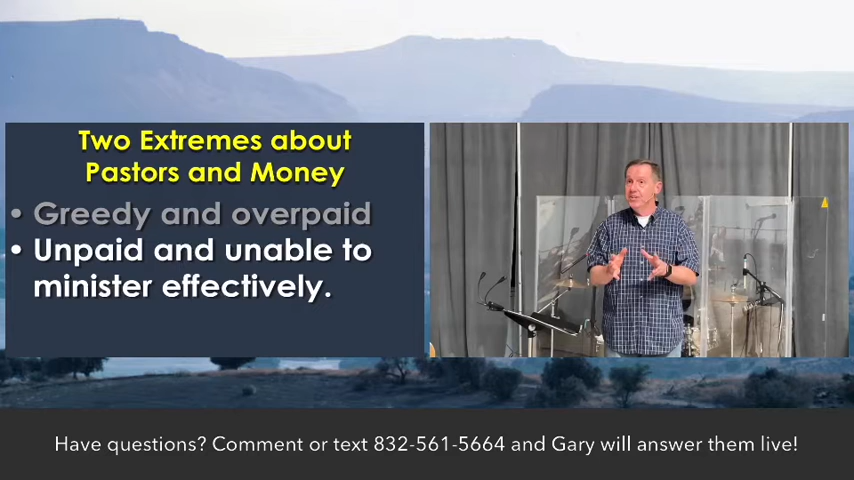 Two Extremes about
Pastors and Money
• Greedy and overpaid
• Unpaid and unable to
minister effectively.
Have questions? Comment or text 832-561-5664 and Gary will answer them live!